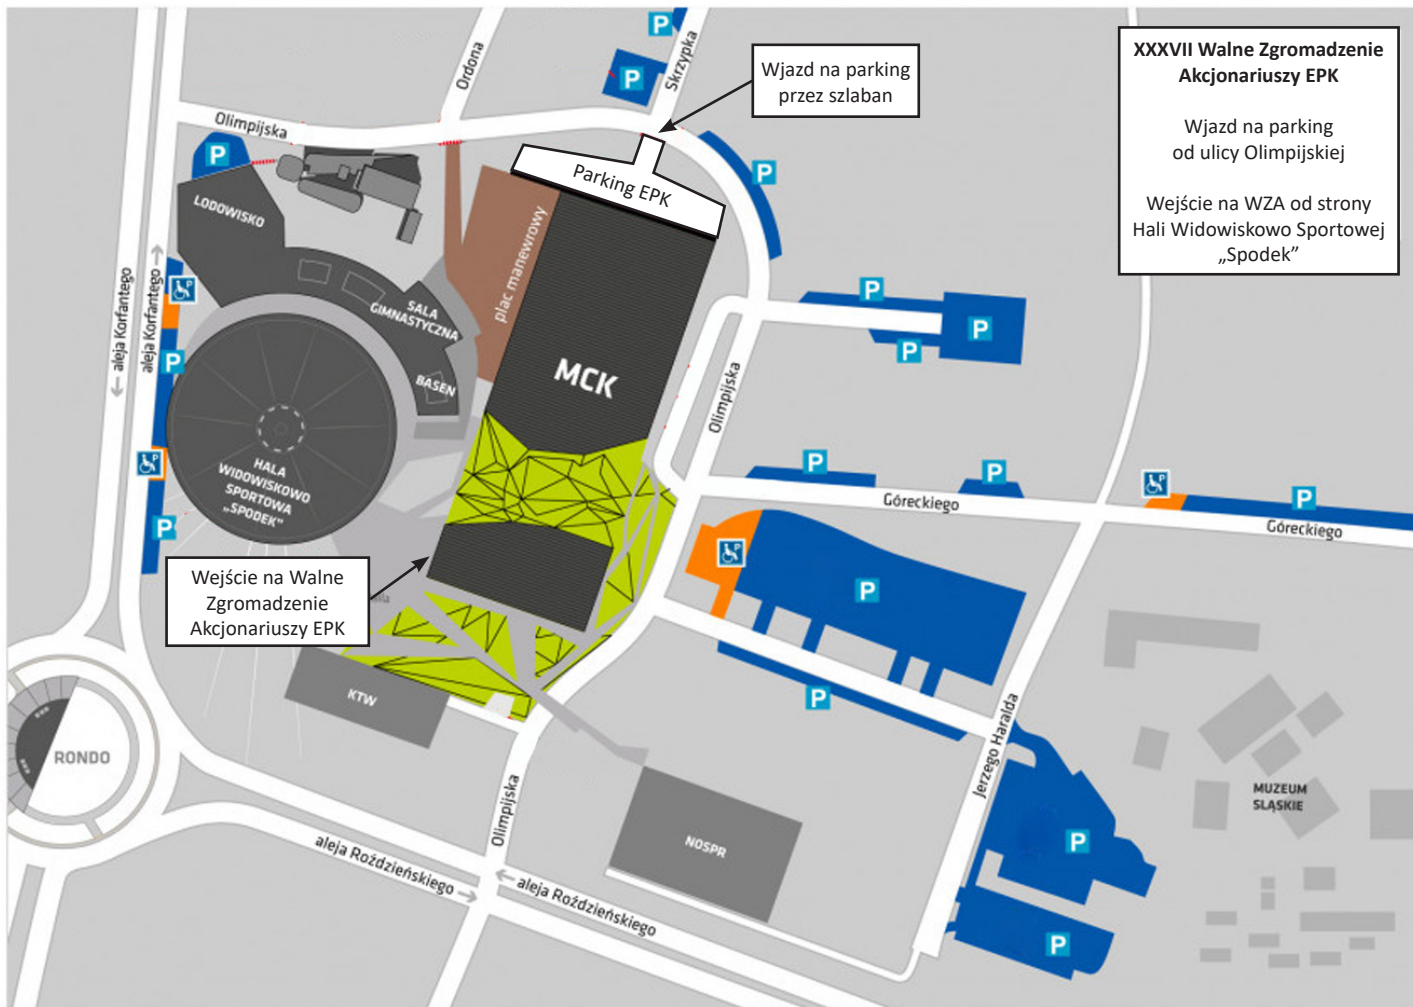 XXXVII Walne Zgromadzenie
Akcjonariuszy EPK
Wjazd na parking
od ulicy Olimpijskiej
Wejście na WZA od strony
Hali Widowiskowo Sportowej
„Spodek”
Wjazd na parking
przez szlaban
Ordona
Skrzypka
P
P
Olimpijska
P
Parking EPK
P
LODOWISKO
plac manewrowy
aleja Korfantego
aleja Korfantego
P
SALA
GIMNASTYCZNA
P
P
P
P
BASEN
MCK
Olimpijska
HALA
WIDOWISKOWO
SPORTOWA
„SPODEK”
P
P
P
P
P
P
Góreckiego
P
Góreckiego
P
P
Wejście na Walne
Zgromadzenie
Akcjonariuszy EPK
P
KTW
RONDO
Jerzego Haralda
MUZEUM
SLĄSKIE
Olimpijska
NOSPR
P
aleja Roździeńskiego
aleja Roździeńskiego
P